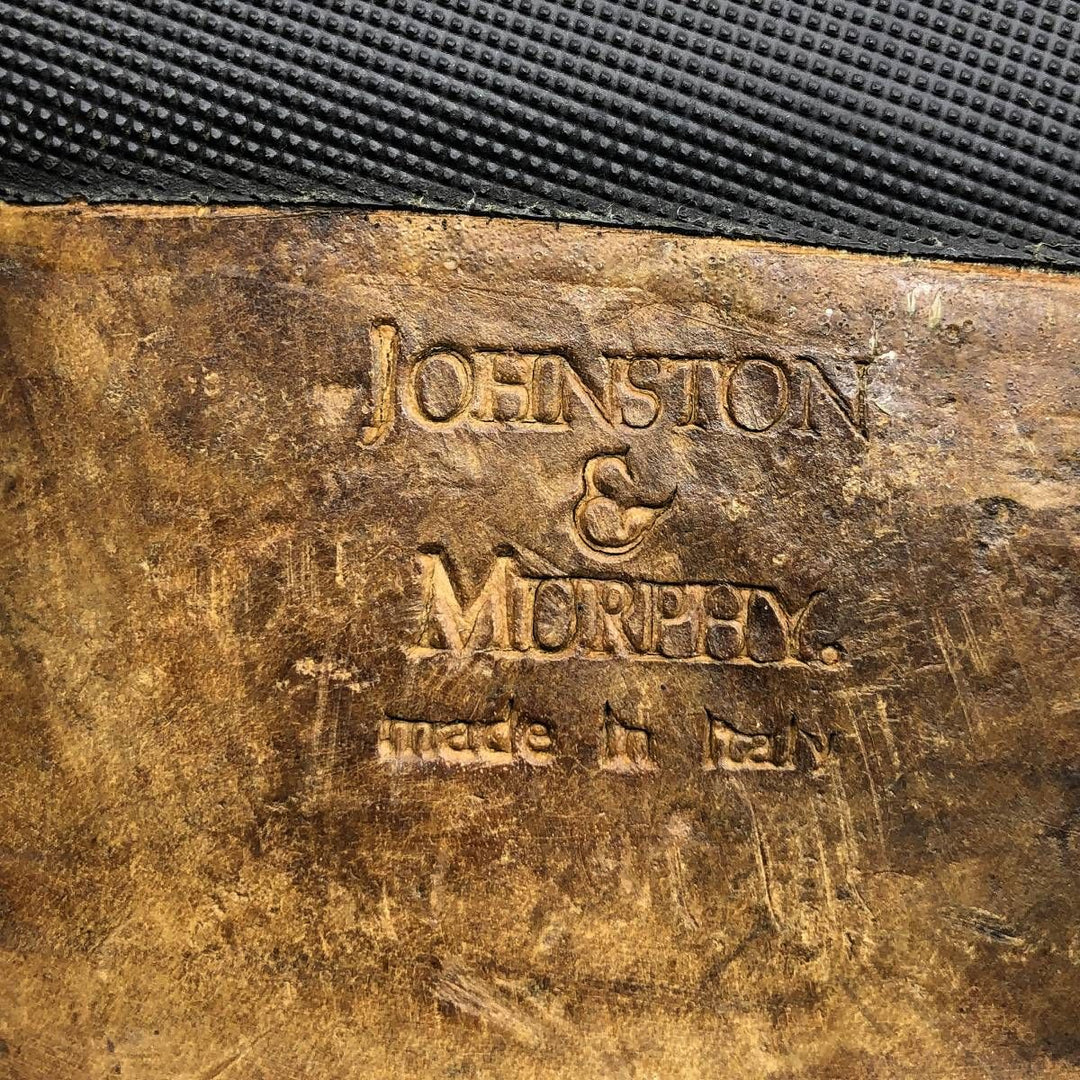 JOHNSTON
&
MURPHY.
made in Italy